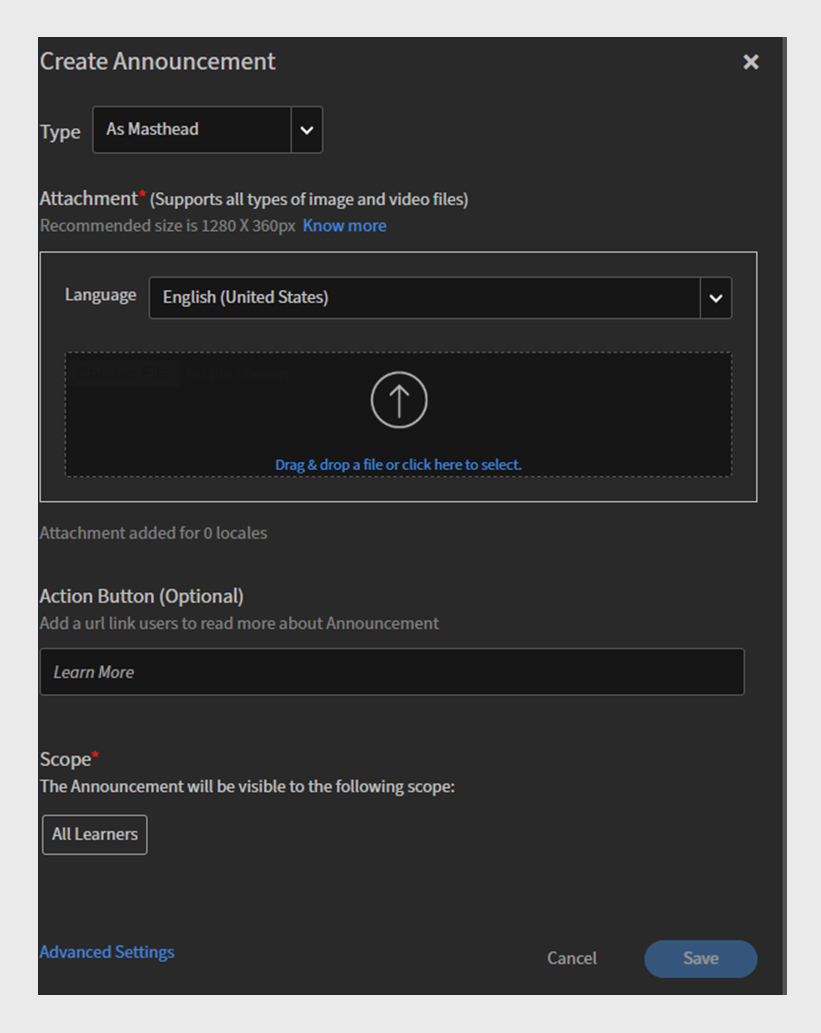 Create Announcement
Type As Masthead
Attachment* (Supports all types of image and video files)
Recommended size is 1280 X 360px Know more
Language English (United States)
Drag & drop a file or click here to select.
Attachment added for 0 locales
Action Button (Optional)
Add a url link users to read more about Announcement
Learn More
Scope*
The Announcement will be visible to the following scope:
All Learners
Advanced Settings Cancel Save